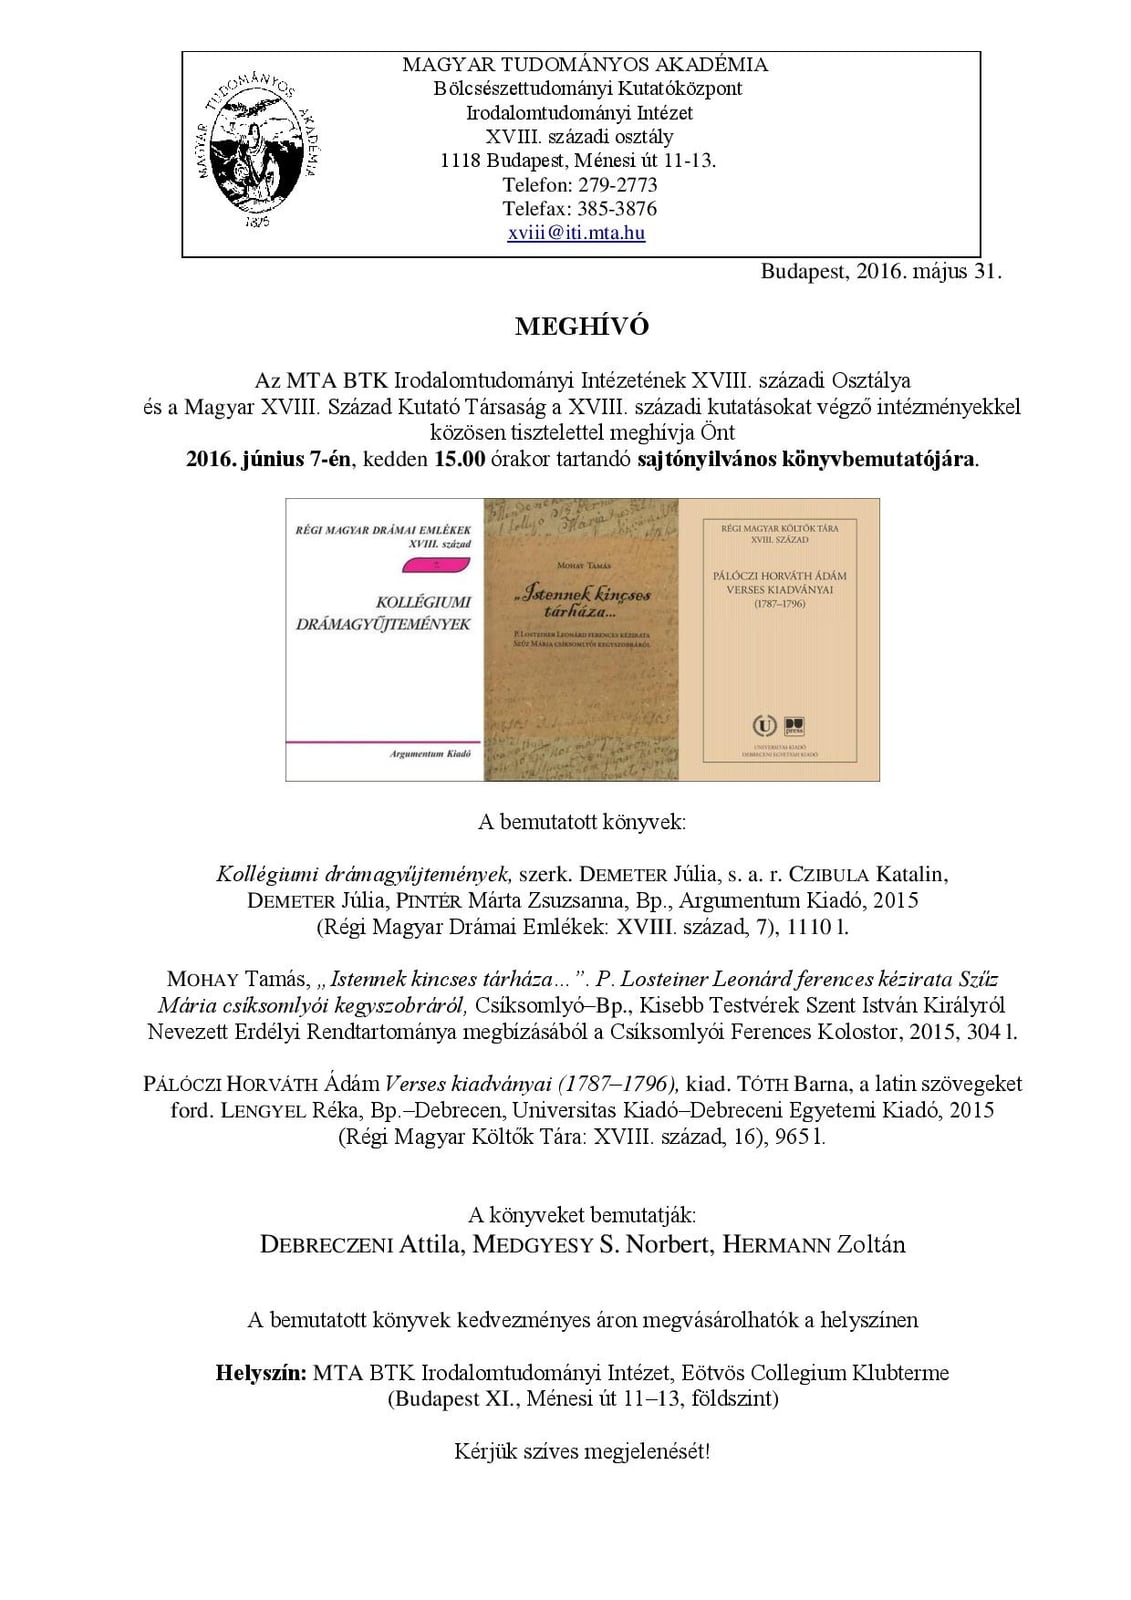 MAGYAR TUDOMÁNYOS AKADÉMIA
1825
MAGYAR TUDOMÁNYOS AKADÉMIA
Bölcsészettudományi Kutatóközpont
Irodalomtudományi Intézet
XVIII. századi osztály
1118 Budapest, Ménesi út 11-13.
Telefon: 279-2773
Telefax: 385-3876
xviii@iti.mta.hu
Budapest, 2016. május 31.
MEGHÍVÓ
Az MTA BTK Irodalomtudományi Intézetének XVIII. századi Osztálya
és a Magyar XVIII. Század Kutató Társaság a XVIII. századi kutatásokat végző intézményekkel
közösen tisztelettel meghívja Önt
2016. június 7-én, kedden 15.00 órakor tartandó sajtónyilvános könyvbemutatójára.
RÉGI MAGYAR DRÁMAI EMLÉKEK
XVIII. század
KOLLÉGIUMI
DRÁMAGYŰJTEMÉNYEK
Argumentum Kiadó
MOHAY TAMÁS
„Istennek kincses
tárháza...
P. LOSTEINER LEONÁRD FERENCES KÉZIRATA
SZŰZ MÁRIA CSÍKSOMLYÓI KEGYSZOBRÁRÓL
RÉGI MAGYAR KÖLTŐK TÁRA
XVIII. SZÁZAD
PÁLÓCZI HORVÁTH ÁDÁM
VERSES KIADVÁNYAI
(1787–1796)
U
DU
press
UNIVERSITAS KIADÓ
DEBRECENI EGYETEMI KIADÓ
A bemutatott könyvek:
Kollégiumi drámagyűjtemények, szerk. DEMETER Júlia, s. a. r. CZIBULA Katalin,
DEMETER Júlia, PINTÉR Márta Zsuzsanna, Bp., Argumentum Kiadó, 2015
(Régi Magyar Drámai Emlékek: XVIII. század, 7), 1110 l.
MOHAY Tamás, „Istennek kincses tárháza…”. P. Losteiner Leonárd ferences kézirata Szűz
Mária csíksomlyói kegyszobráról, Csíksomlyó–Bp., Kisebb Testvérek Szent István Királyról
Nevezett Erdélyi Rendtartománya megbízásából a Csíksomlyói Ferences Kolostor, 2015, 304 l.
PÁLÓCZI HORVÁTH Ádám Verses kiadványai (1787–1796), kiad. TÓTH Barna, a latin szövegeket
ford. LENGYEL Réka, Bp.–Debrecen, Universitas Kiadó–Debreceni Egyetemi Kiadó, 2015
(Régi Magyar Költők Tára: XVIII. század, 16), 965 l.
A könyveket bemutatják:
DEBRECZENI Attila, MEDGYESY S. Norbert, HERMANN Zoltán
A bemutatott könyvek kedvezményes áron megvásárolhatók a helyszínen
Helyszín: MTA BTK Irodalomtudományi Intézet, Eötvös Collegium Klubterme
(Budapest XI., Ménesi út 11–13, földszint)
Kérjük szíves megjelenését!